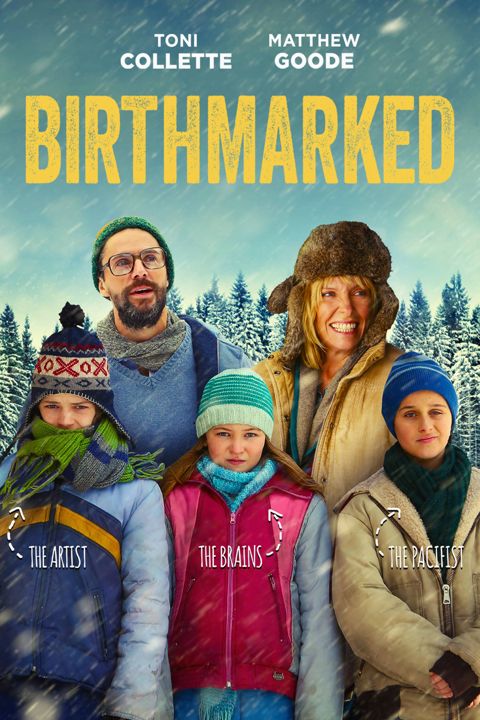 TONI
COLLETTE
MATTHEW
GOODE
BIRTHMARKED
THE ARTIST
THE BRAINS
THE PACIFIST